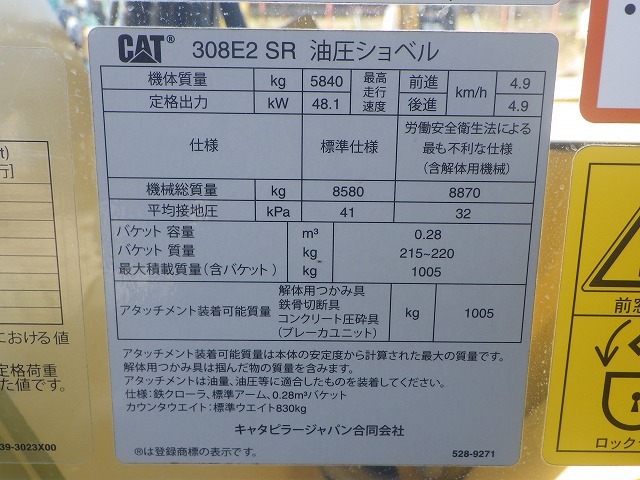 CAT® 308E2 SR 油圧ショベル
機体質量 kg 5840 最高走行速度 前進 km/h 4.9
定格出力 kW 48.1 後進 4.9
仕様 標準仕様 労働安全衛生法による
最も不利な仕様
(含解体用機械)
機械総質量 kg 8580 8870
平均接地圧 kPa 41 32
バケット 容量 m³ 0.28
バケット 質量 kg 215~220
最大積載質量(含バケット) kg 1005
アタッチメント装着可能質量 解体用つかみ具 kg 1005
鉄骨切断具
コンクリート圧砕具
(ブレーカユニット)
アタッチメント装着可能質量は本体の安定度から計算された最大の質量です。
解体用つかみ具は掴んだ物の質量を含みます。
アタッチメントは油量、油圧等に適合したものを装着してください。
仕様:鉄クローラ、標準アーム、0.28m³バケット
カウンタウエイト:標準ウエイト830kg
キャタピラージャパン合同会社
®は登録商標の表示です。 528-9271
t)
行]
における値
定格荷重
た値です。
39-3023X00
前窓
ロック